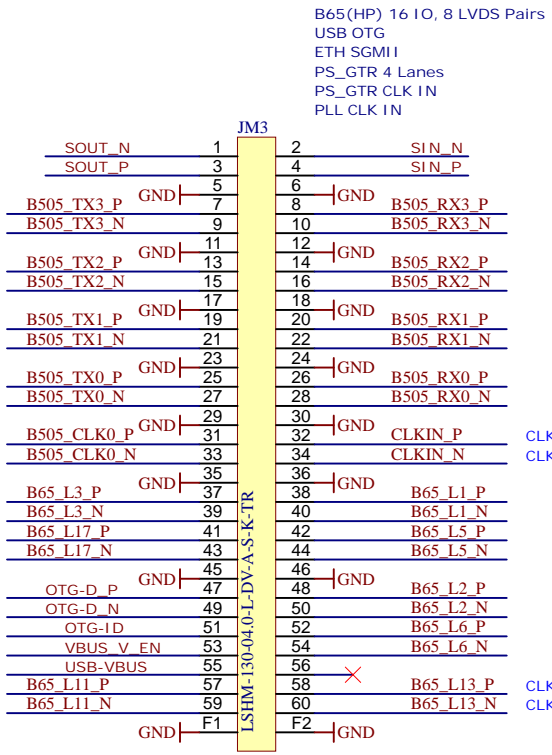 B65(HP) 16 IO, 8 LVDS Pairs
USB OTG
ETH SGMII
PS_GTR 4 Lanes
PS_GTR CLK IN
PLL CLK IN
JM3
SOUT_N 1 2 SIN_N
SOUT_P 3 4 SIN_P
GND 5 6 GND
B505_TX3_P 7 8 B505_RX3_P
B505_TX3_N 9 10 B505_RX3_N
GND 11 12 GND
B505_TX2_P 13 14 B505_RX2_P
B505_TX2_N 15 16 B505_RX2_N
GND 17 18 GND
B505_TX1_P 19 20 B505_RX1_P
B505_TX1_N 21 22 B505_RX1_N
GND 23 24 GND
B505_TX0_P 25 26 B505_RX0_P
B505_TX0_N 27 28 B505_RX0_N
GND 29 30 GND
B505_CLK0_P 31 32 CLKIN_P CLK
B505_CLK0_N 33 34 CLKIN_N CLK
GND 35 36 GND
B65_L3_P 37 38 B65_L1_P
B65_L3_N 39 40 B65_L1_N
B65_L17_P 41 42 B65_L5_P
B65_L17_N 43 44 B65_L5_N
GND 45 46 GND
OTG-D_P 47 48 B65_L2_P
OTG-D_N 49 50 B65_L2_N
OTG-ID 51 52 B65_L6_P
VBUS_V_EN 53 54 B65_L6_N
USB-VBUS 55 56
B65_L11_P 57 58 B65_L13_P CLK
B65_L11_N 59 60 B65_L13_N CLK
GND F1 F2 GND
LSHM-130-04.0-L-DV-A-S-K-TR